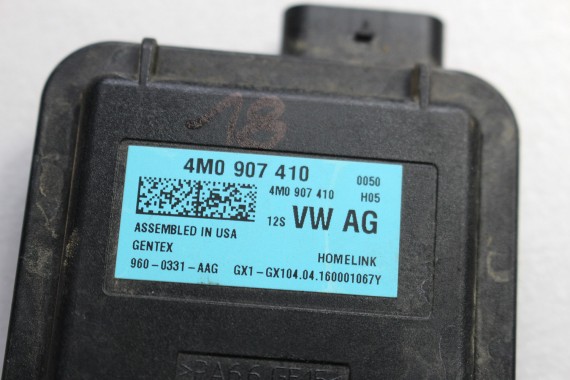 -18
4M0 907 410
0050
4M0 907 410 H05
12S VW AG
ASSEMBLED IN USA
GENTEX
HOMELINK
960-0331-AAG GX1-GX104.04.160001067Y